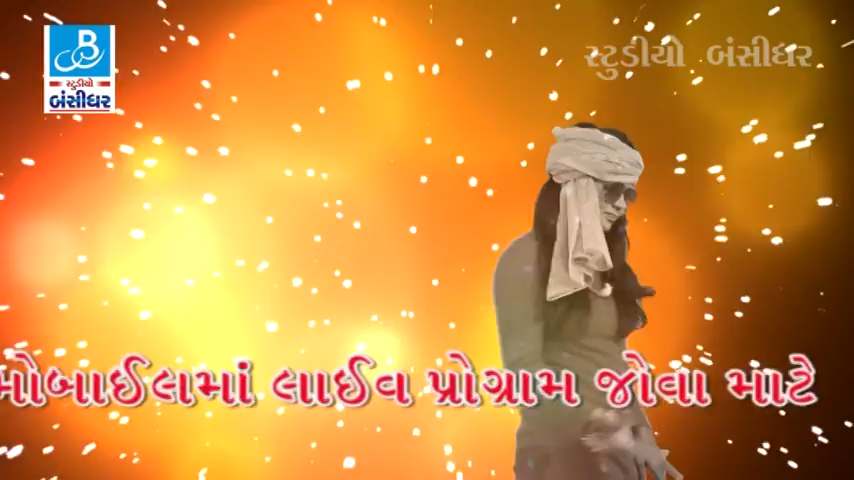 સ્ટુડીયો બંસીધર
B
સ્ટુડીયો
બંસીધર
મોબાઈલમાં લાઈવ પ્રોગ્રામ જોવા માટે